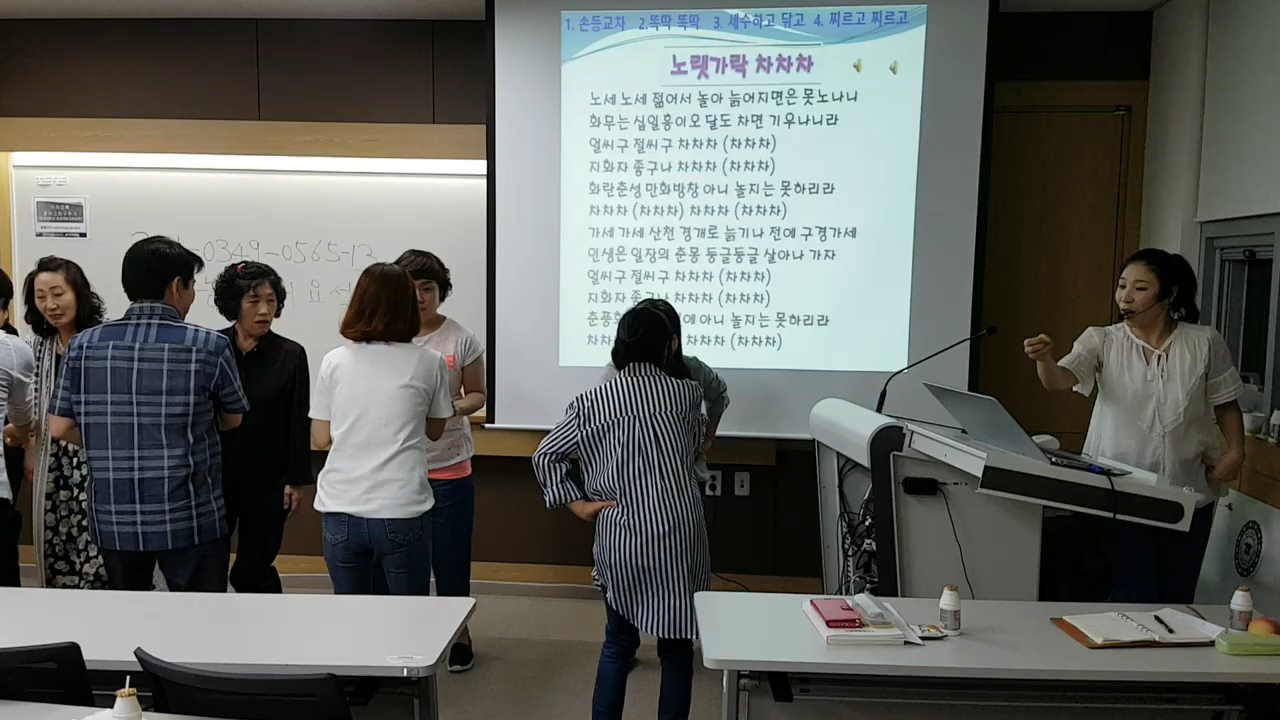 1. 손등교차 2.뚝딱 뚝딱 3. 세수하고 닦고 4. 찌르고 찌르고
노랫가락 차차차
노세 노세 젊어서 놀아 늙어지면은 못노나니
화무는 십일홍이오 달도 차면 기우나니라
얼씨구 절씨구 차차차 (차차차)
지화자 좋구나 차차차 (차차차)
화란춘성 만화방창 아니 놀지는 못하리라
차차차 (차차차) 차차차 (차차차)
가세 가세 산천 경개로 늙기나 전에 구경가세
인생은 일장의 춘몽 둥글둥글 살아나 가자
얼씨구 절씨구 차차차 (차차차)
지화자 좋구나 차차차 (차차차)
아니 놀지는 못하리라
차차차 (차차차)
-0349-0565-13